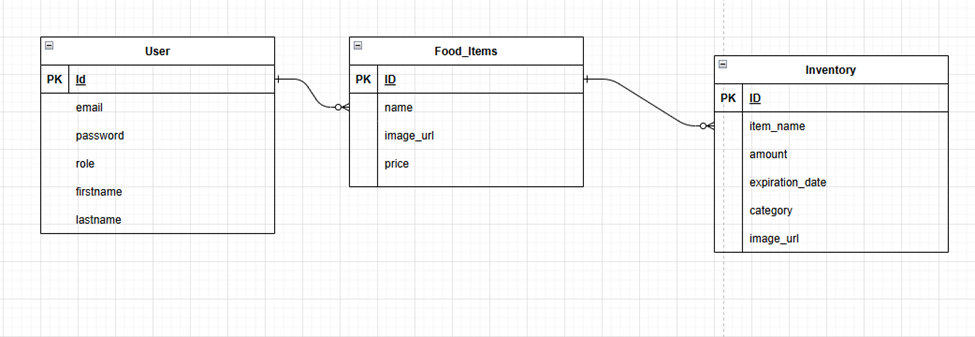 User
PK Id
email
password
role
firstname
lastname
Food_Items
PK ID
name
image_url
price
Inventory
PK ID
item_name
amount
expiration_date
category
image_url